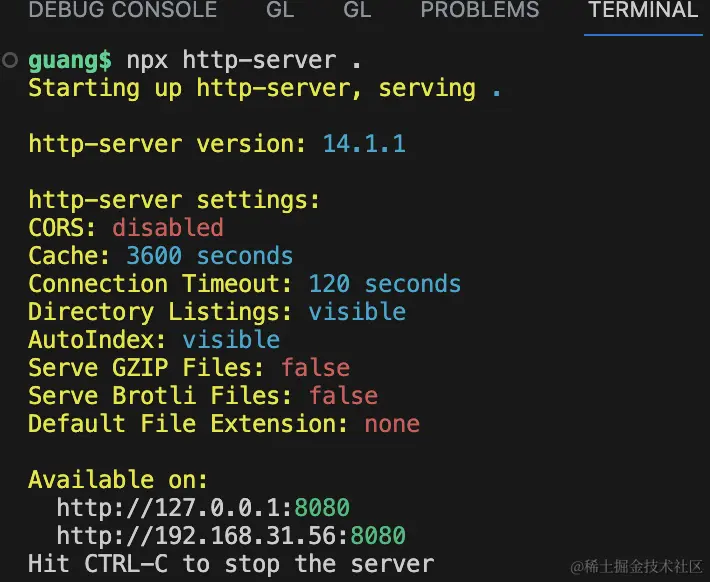 DEBUG CONSOLE GL GL PROBLEMS TERMINAL
guang$ npx http-server .
Starting up http-server, serving .
http-server version: 14.1.1
http-server settings:
CORS: disabled
Cache: 3600 seconds
Connection Timeout: 120 seconds
Directory Listings: visible
AutoIndex: visible
Serve GZIP Files: false
Serve Brotli Files: false
Default File Extension: none
Available on:
http://127.0.0.1:8080
http://192.168.31.56:8080
Hit CTRL-C to stop the server
@稀土掘金技术社区